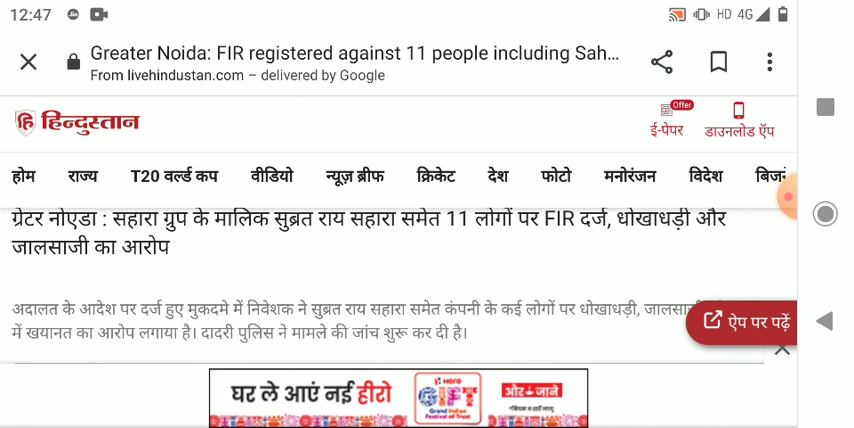 12:47 Jio HD 4G
Greater Noida: FIR registered against 11 people including Sah...
From livehindustan.com – delivered by Google
हिन्दुस्तान
Offer
ई-पेपर डाउनलोड ऍप
होम राज्य T20 वर्ल्ड कप वीडियो न्यूज़ ब्रीफ क्रिकेट देश फोटो मनोरंजन विदेश
ग्रेटर नोएडा : सहारा ग्रुप के मालिक सुब्रत राय सहारा समेत 11 लोगों पर FIR दर्ज, धोखाधड़ी और
जालसाजी का आरोप
अदालत के आदेश पर दर्ज हुए मुकदमे में निवेशक ने सुब्रत राय सहारा समेत कंपनी के कई लोगों पर धोखाधड़ी,
में खयानत का आरोप लगाया है। दादरी पुलिस ने मामले की जांच शुरू कर दी है।
ऐप पर पढ़ें
घर ले आएं नई हीरो
Hero
GIFT
Grand Indian
Festival of Trust
और जानें